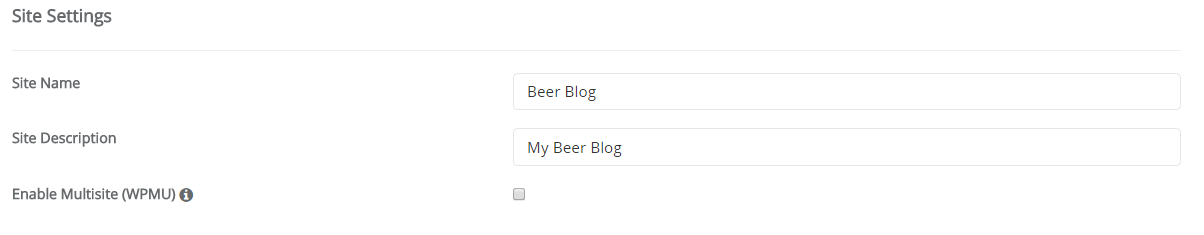 Site Settings
Site Name
Beer Blog
Site Description
My Beer Blog
Enable Multisite (WPMU)